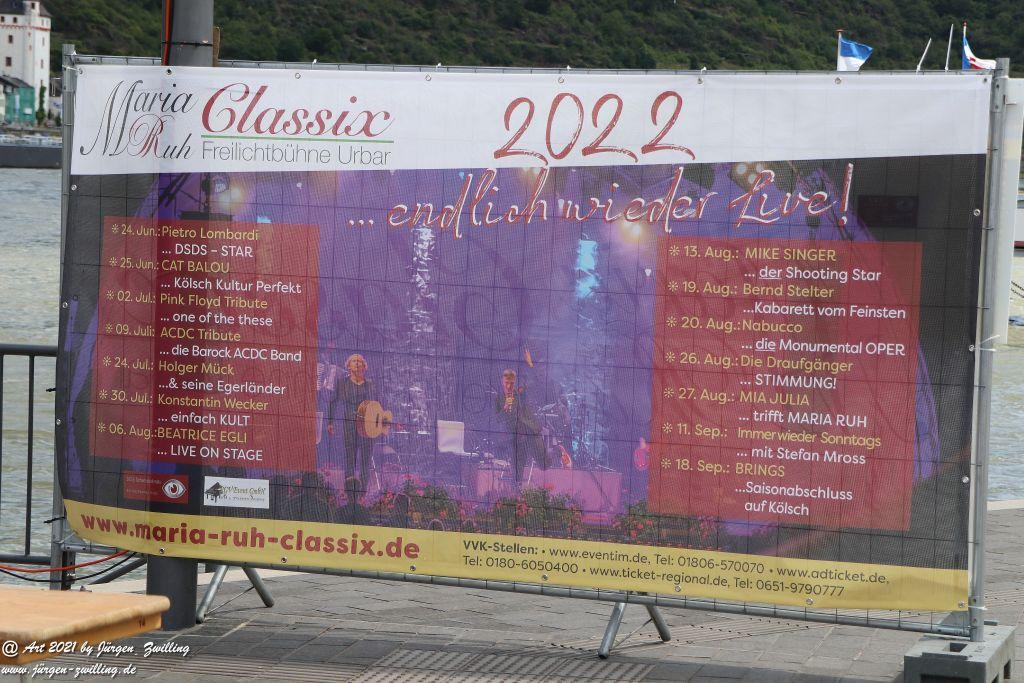 Maria Ruh
Classix
Freilichtbühne Urbar
2022
... endlich wieder Live!
24. Jun.: Pietro Lombardi
... DSDS – STAR
25. Jun.: CAT BALOU
... Kölsch Kultur Perfekt
02. Jul.: Pink Floyd Tribute
... one of the these
09. Juli: ACDC Tribute
... die Barock ACDC Band
24. Jul.: Holger Mück
...& seine Egerländer
30. Jul.: Konstantin Wecker
... einfach KULT
06. Aug.: BEATRICE EGLI
... LIVE ON STAGE
13. Aug.: MIKE SINGER
... der Shooting Star
19. Aug.: Bernd Stelter
...Kabarett vom Feinsten
20. Aug.: Nabucco
... die Monumental OPER
26. Aug.: Die Draufgänger
... STIMMUNG!
27. Aug.: MIA JULIA
... trifft MARIA RUH
11. Sep.: Immer wieder Sonntags
... mit Stefan Mross
18. Sep.: BRINGS
...Saisonabschluss
auf Kölsch
www.maria-ruh-classix.de
VVK-Stellen: • www.eventim.de, Tel: 01806-570070 • www.adticket.de,
Tel: 0180-6050400 • www.ticket-regional.de, Tel: 0651-9790777
@ Art 2021 by Jürgen Zwilling
www.jürgen-zwilling.de